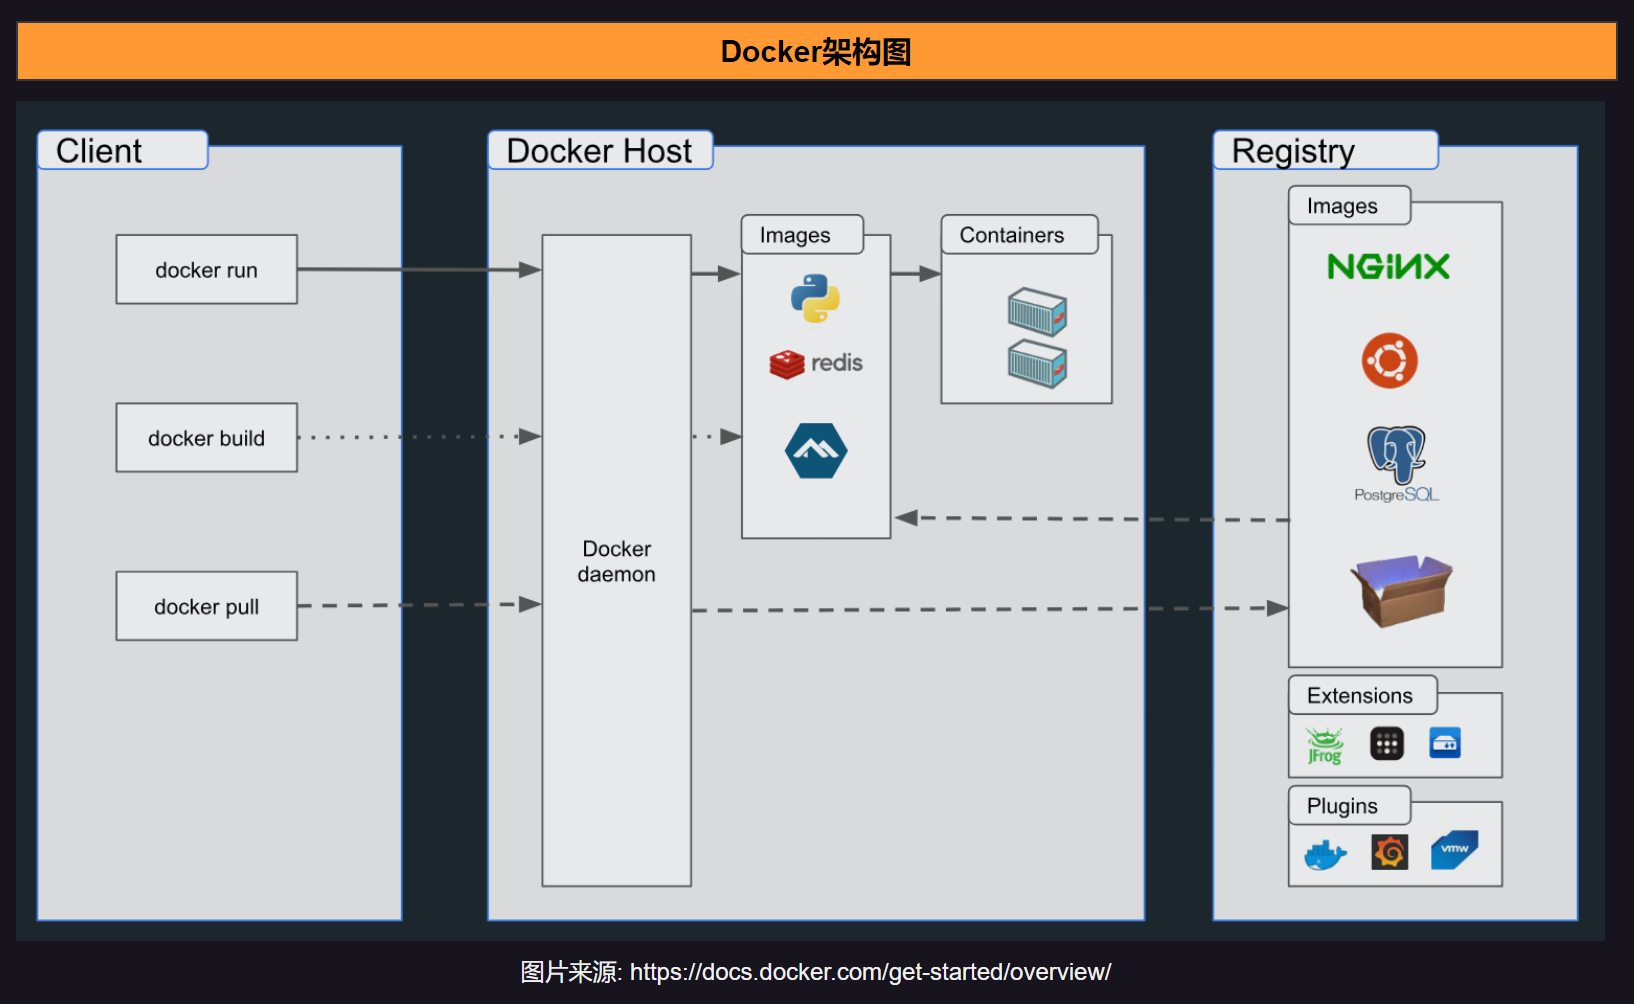 Docker架构图
Client
docker run
docker build
docker pull
Docker Host
Docker
daemon
Images
redis
Containers
Registry
Images
NGINX
PostgreSQL
Extensions
JFrog
Plugins
vmw
图片来源: https://docs.docker.com/get-started/overview/